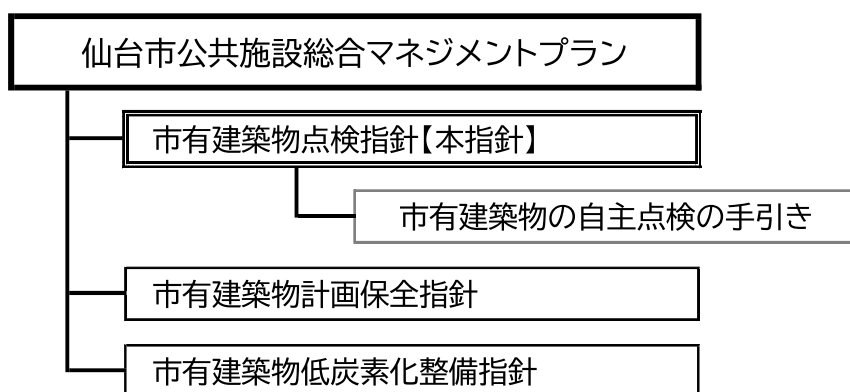 仙台市公共施設総合マネジメントプラン
市有建築物点検指針【本指針】
市有建築物の自主点検の手引き
市有建築物計画保全指針
市有建築物低炭素化整備指針